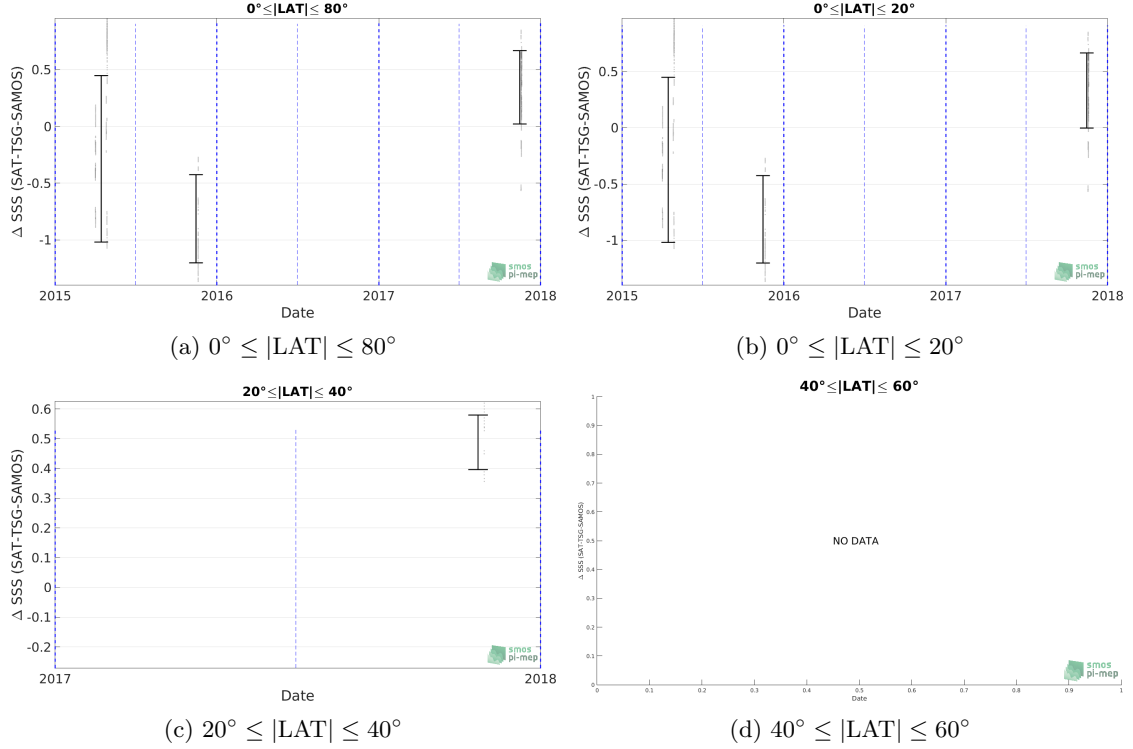 0°≤|LAT|≤ 80°
Δ SSS (SAT-TSG-SAMOS)
0.5
0
-0.5
-1
2015
2016
2017
2018
Date
smos
pi-mep
(a) 0° ≤ |LAT| ≤ 80°
0°≤|LAT|≤ 20°
Δ SSS (SAT-TSG-SAMOS)
0.5
0
-0.5
-1
2015
2016
2017
2018
Date
smos
pi-mep
(b) 0° ≤ |LAT| ≤ 20°
20°≤|LAT|≤ 40°
Δ SSS (SAT-TSG-SAMOS)
0.6
0.5
0.4
0.3
0.2
0.1
0
-0.1
-0.2
2017
2018
Date
smos
pi-mep
(c) 20° ≤ |LAT| ≤ 40°
40°≤|LAT|≤ 60°
Δ SSS (SAT-TSG-SAMOS)
1
0.9
0.8
0.7
0.6
0.5
0.4
0.3
0.2
0.1
0
NO DATA
0
0.1
0.2
0.3
0.4
0.5
0.6
0.7
0.8
0.9
1
Date
smos
pi-mep
(d) 40° ≤ |LAT| ≤ 60°